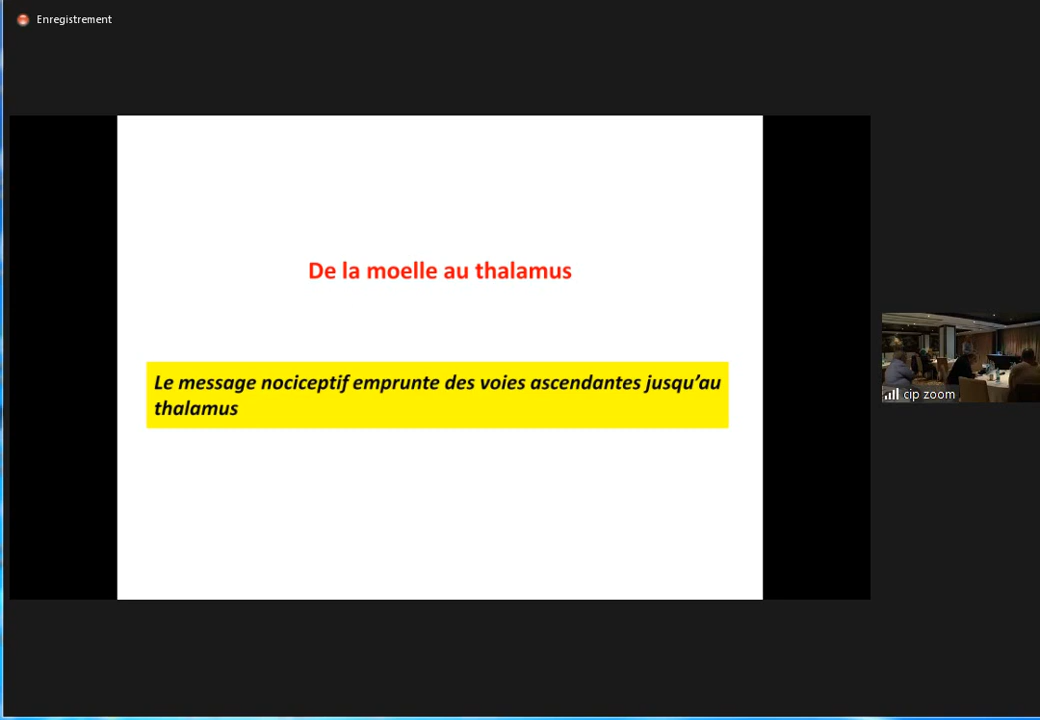 Enregistrement
De la moelle au thalamus
Le message nociceptif emprunte des voies ascendantes jusqu’au
thalamus
cip zoom